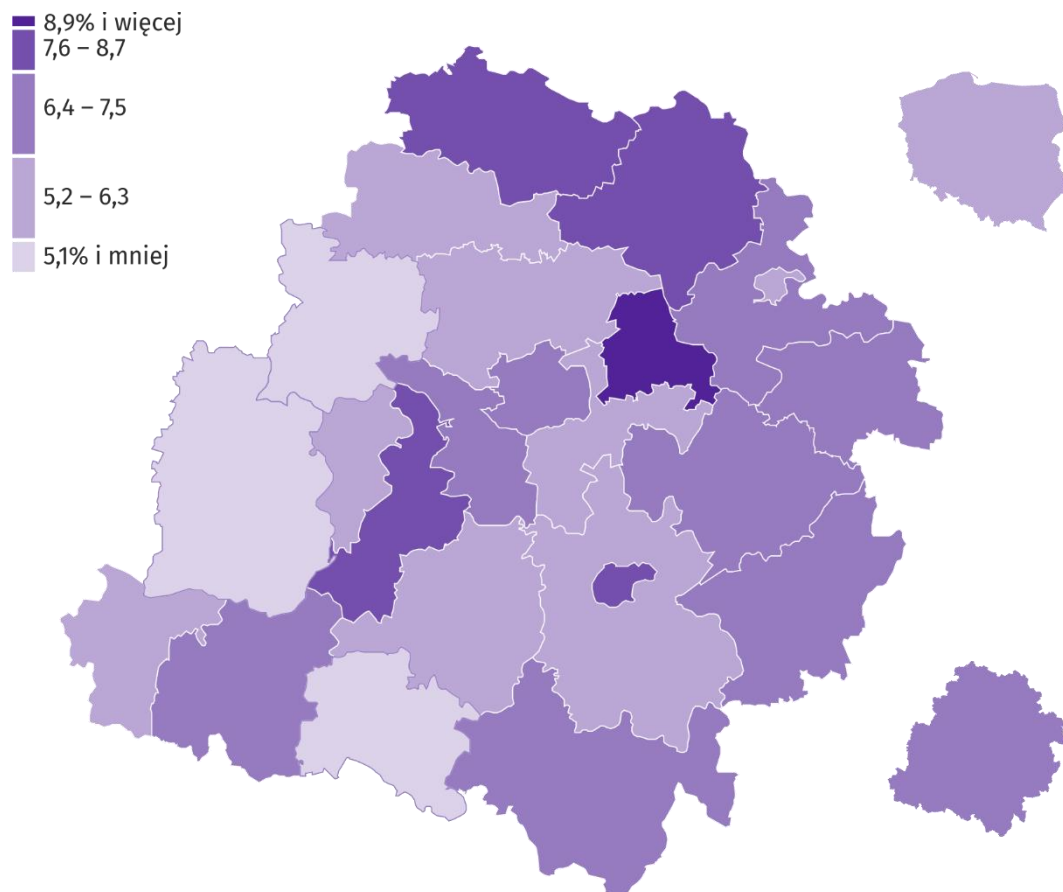 8,9% i więcej
7,6 – 8,7
6,4 – 7,5
5,2 – 6,3
5,1% i mniej